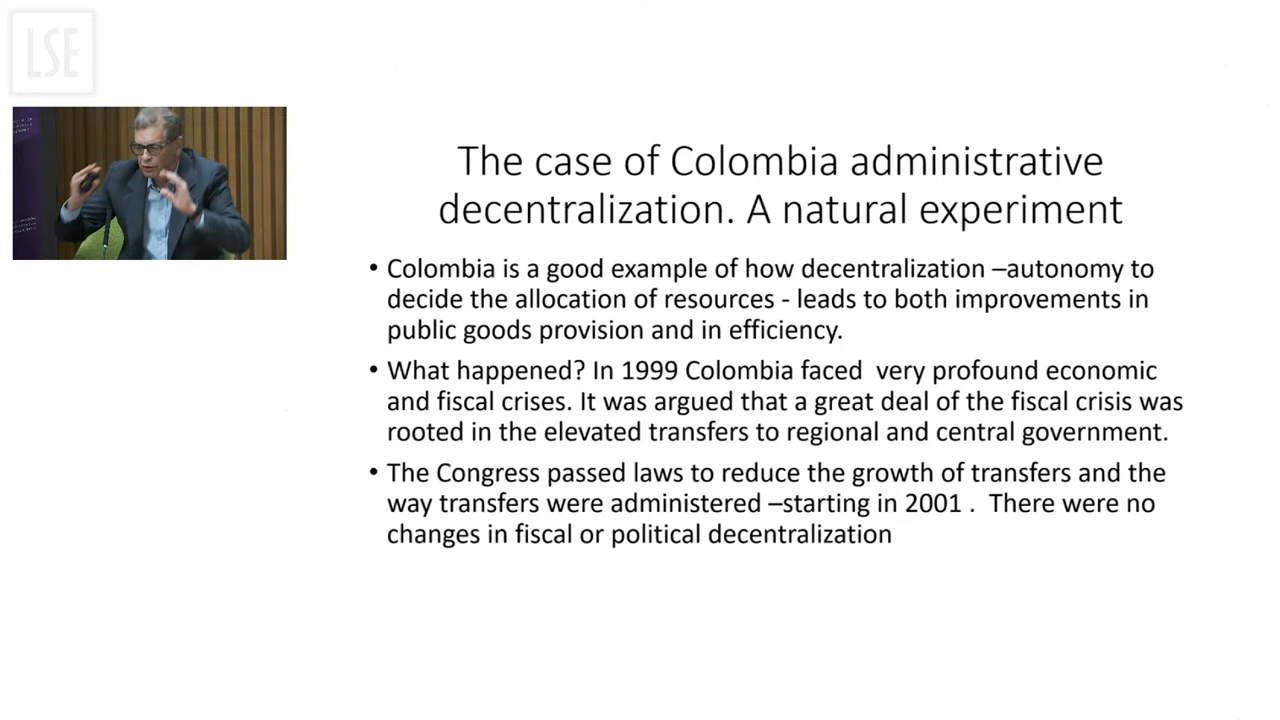 LSE
The case of Colombia administrative
decentralization. A natural experiment
• Colombia is a good example of how decentralization –autonomy to
decide the allocation of resources - leads to both improvements in
public goods provision and in efficiency.
• What happened? In 1999 Colombia faced  very profound economic
and fiscal crises. It was argued that a great deal of the fiscal crisis was
rooted in the elevated transfers to regional and central government.
• The Congress passed laws to reduce the growth of transfers and the
way transfers were administered –starting in 2001 .  There were no
changes in fiscal or political decentralization